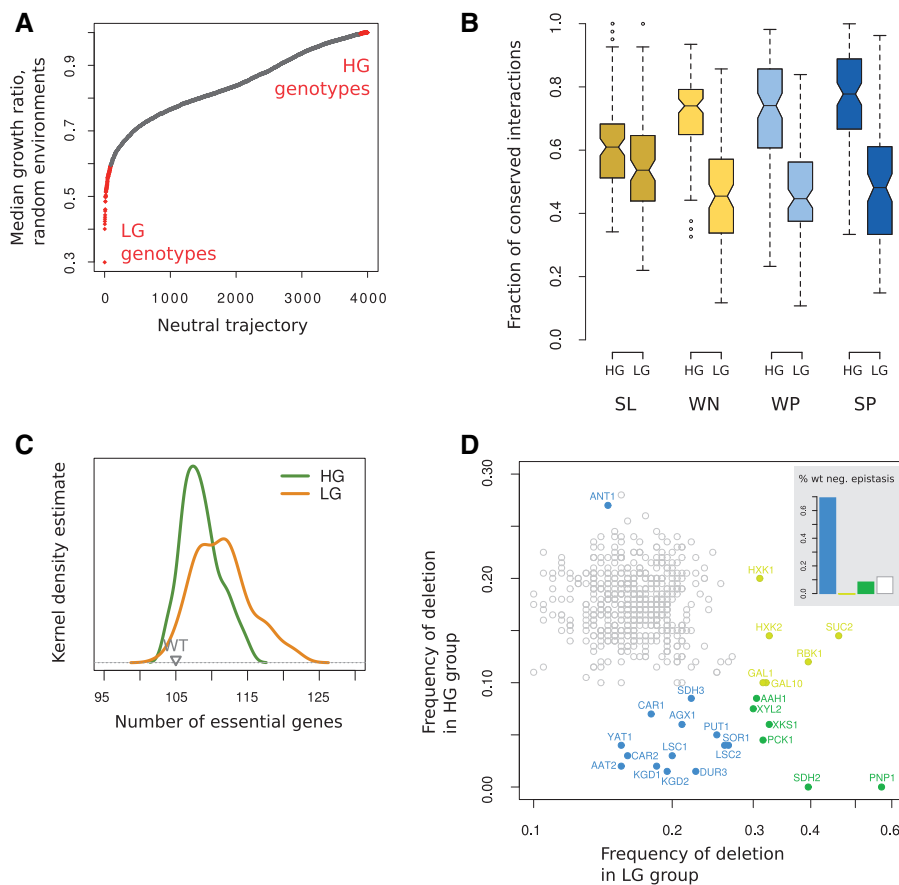 A
Median growth ratio,
random environments
0.3
0.5
0.7
0.9
HG
genotypes
LG
genotypes
0
1000
2000
3000
4000
Neutral trajectory
B
Fraction of conserved interactions
0.0
0.2
0.4
0.6
0.8
1.0
HG LG HG LG HG LG HG LG
SL WN WP SP
C
Kernel density estimate
HG
LG
WT
95 105 115 125
Number of essential genes
D
Frequency of deletion
in HG group
0.00
0.10
0.20
0.30
% wt neg. epistasis
0.0
0.2
0.4
0.6
ANT1
HXK1
HXK2
SUC2
RBK1
GAL1
GAL10
SDH3
AAH1
CAR1
XYL2
AGX1
XKS1
PUT1
PCK1
YAT1
LSC1
SOR1
LSC2
CAR2
AAT2
KGD1
KGD2
DUR3
SDH2
PNP1
0.1 0.2 0.3 0.4 0.6
Frequency of deletion
in LG group